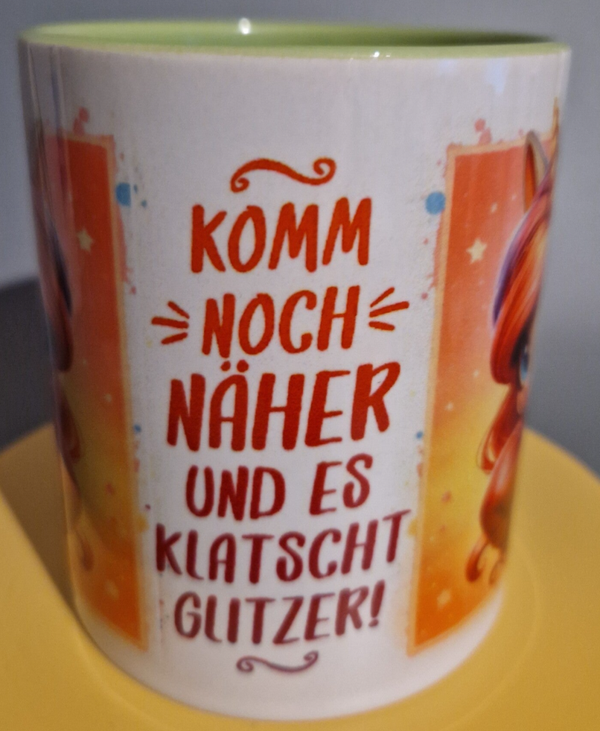 KOMM
NOCH
NÄHER
UND ES
KLATSCHT
GLITZER!